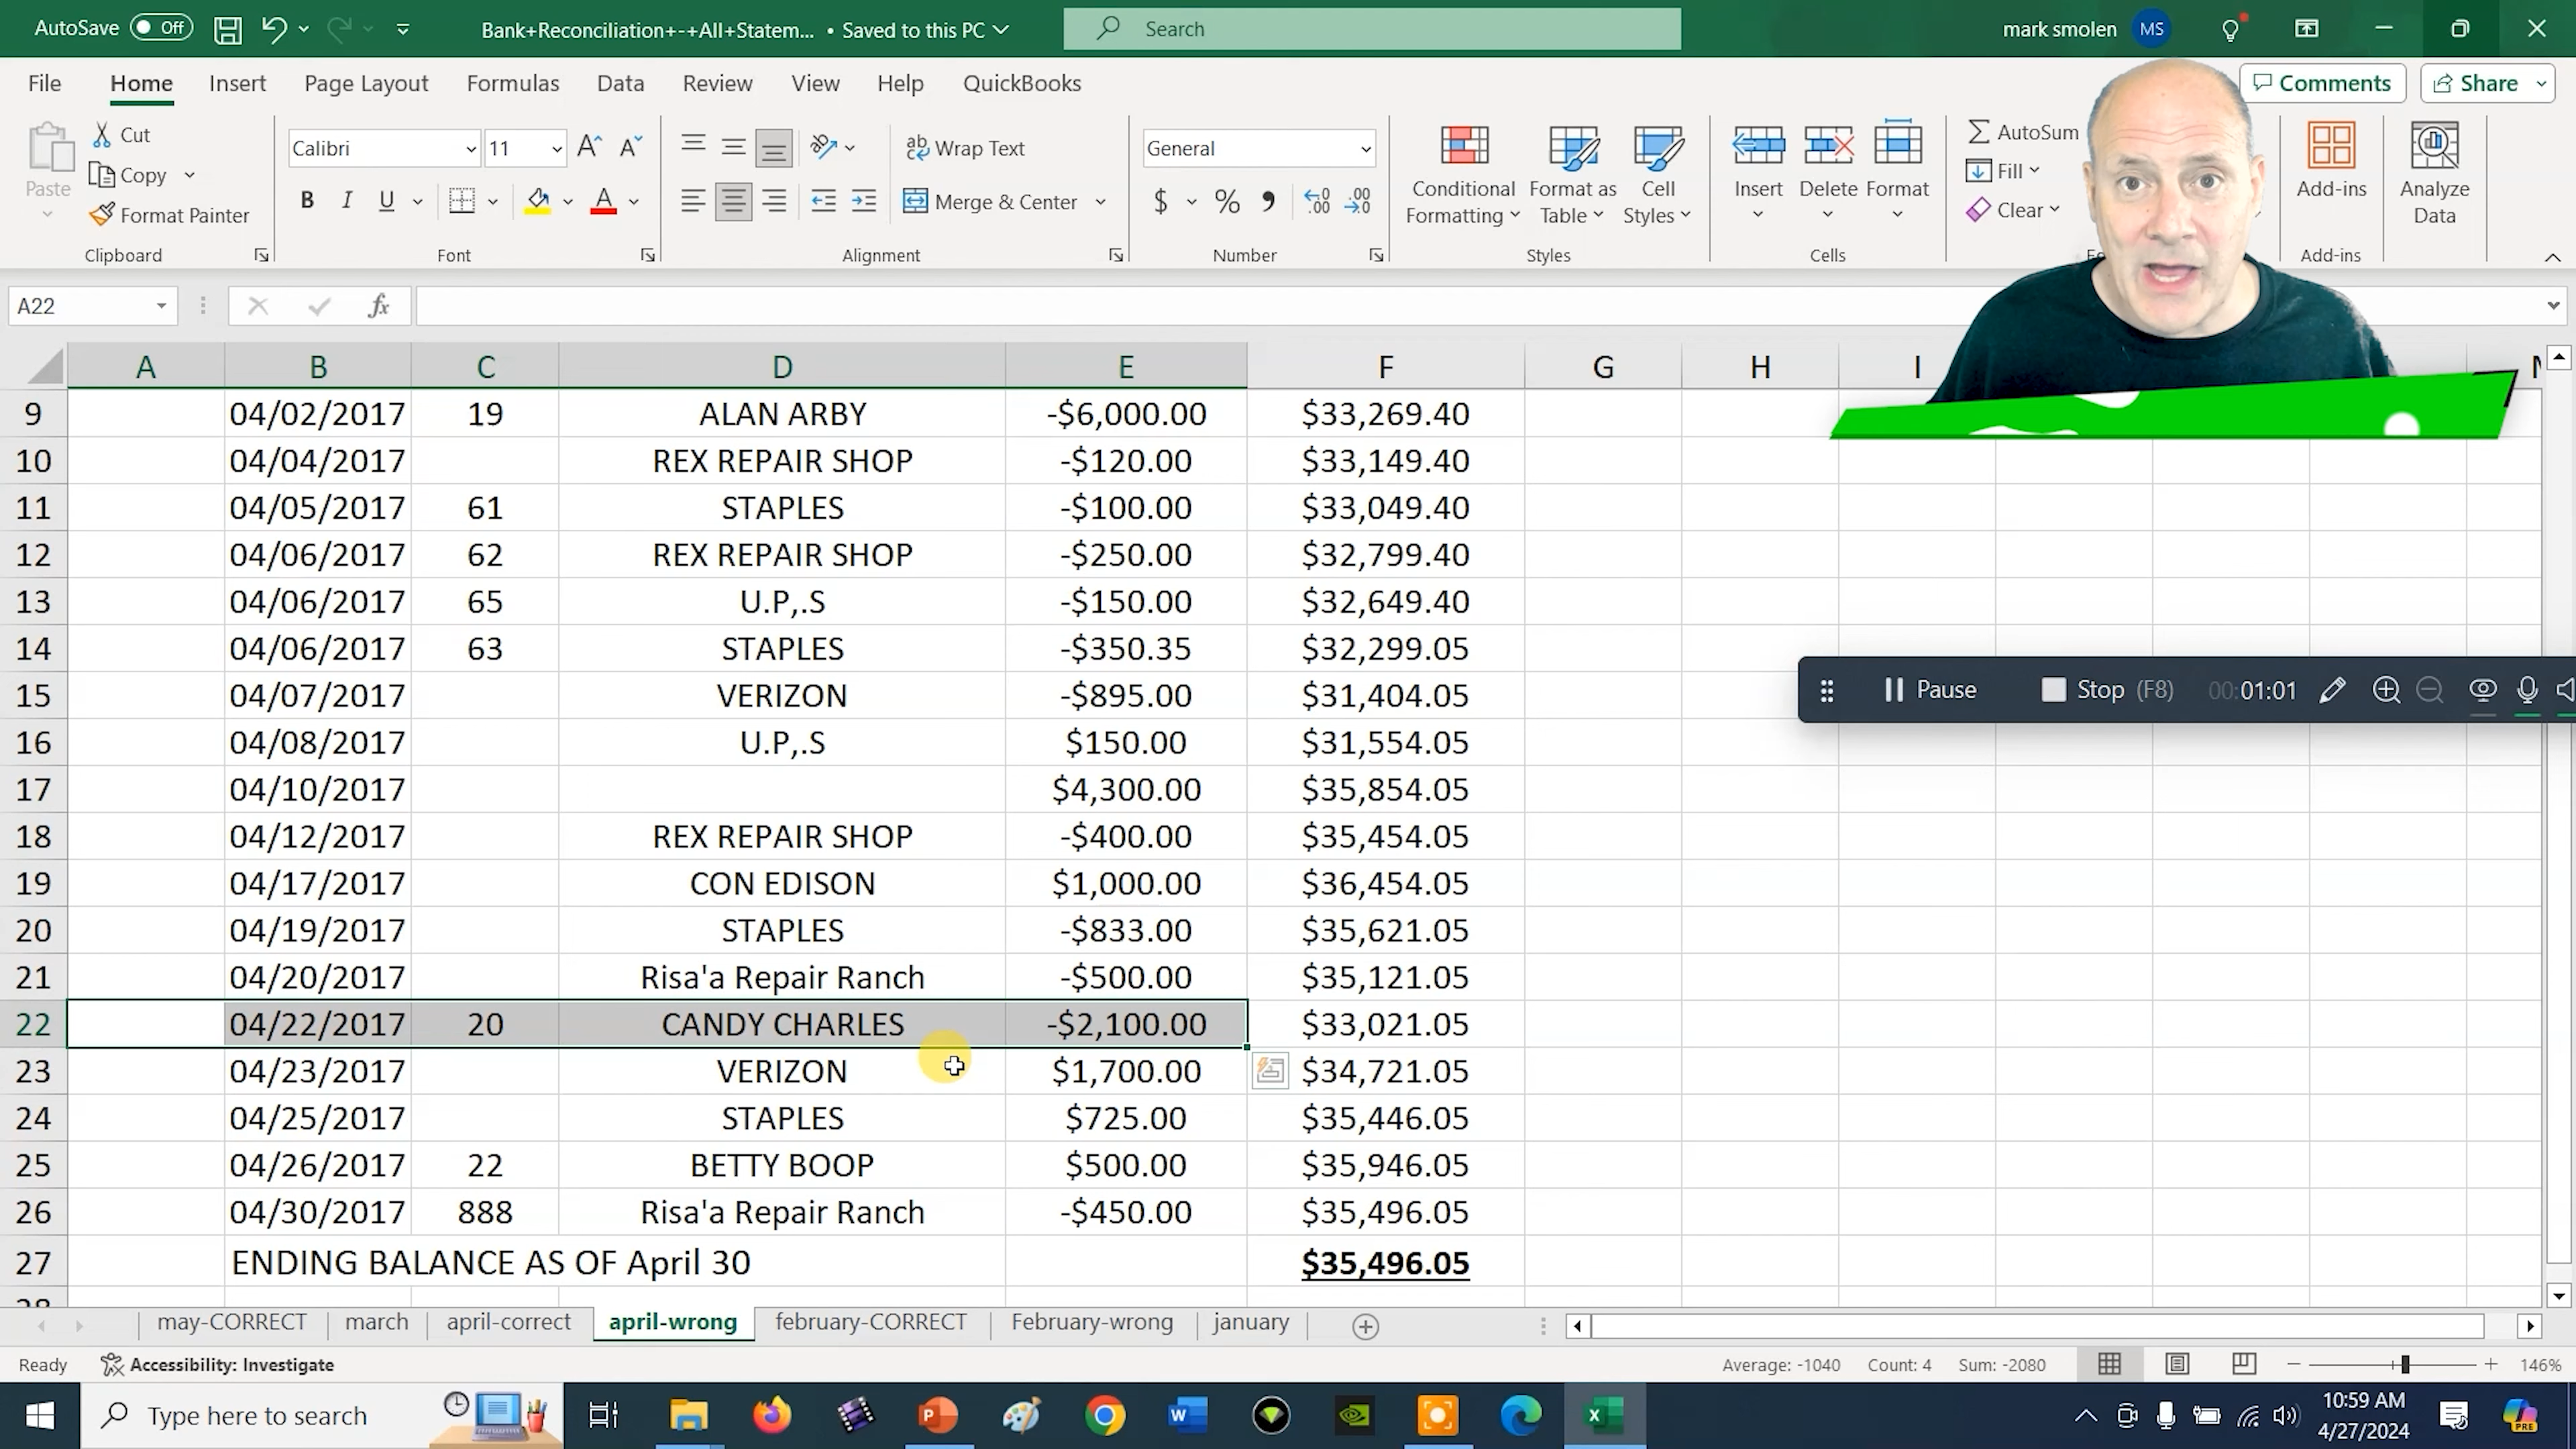 AutoSave Off Bank+Reconciliation+-+All+Statem... • Saved to this PC Search mark smolen MS
File Home Insert Page Layout Formulas Data Review View Help QuickBooks Comments Share
Paste Cut Copy Format Painter
Clipboard
Calibri 11
B I U
Font
Wrap Text
Merge & Center
Alignment
General
$ % ,
Number
Conditional Formatting
Format as Table
Cell Styles
Styles
Insert Delete Format
Cells
AutoSum
Fill
Clear
Add-ins
Add-ins
Analyze Data
A22 fx
A B C D E F G H I
9 04/02/2017 19 ALAN ARBY -$6,000.00 $33,269.40
10 04/04/2017 REX REPAIR SHOP -$120.00 $33,149.40
11 04/05/2017 61 STAPLES -$100.00 $33,049.40
12 04/06/2017 62 REX REPAIR SHOP -$250.00 $32,799.40
13 04/06/2017 65 U.P,.S -$150.00 $32,649.40
14 04/06/2017 63 STAPLES -$350.35 $32,299.05
15 04/07/2017 VERIZON -$895.00 $31,404.05
16 04/08/2017 U.P,.S $150.00 $31,554.05
17 04/10/2017 $4,300.00 $35,854.05
18 04/12/2017 REX REPAIR SHOP -$400.00 $35,454.05
19 04/17/2017 CON EDISON $1,000.00 $36,454.05
20 04/19/2017 STAPLES -$833.00 $35,621.05
21 04/20/2017 Risa'a Repair Ranch -$500.00 $35,121.05
22 04/22/2017 20 CANDY CHARLES -$2,100.00 $33,021.05
23 04/23/2017 VERIZON $1,700.00 $34,721.05
24 04/25/2017 STAPLES $725.00 $35,446.05
25 04/26/2017 22 BETTY BOOP $500.00 $35,946.05
26 04/30/2017 888 Risa'a Repair Ranch -$450.00 $35,496.05
27 ENDING BALANCE AS OF April 30 $35,496.05
Pause Stop (F8) 00:01:01
may-CORRECT march april-correct april-wrong february-CORRECT February-wrong january
Ready Accessibility: Investigate Average: -1040 Count: 4 Sum: -2080 146%
Type here to search
10:59 AM
4/27/2024
PRE